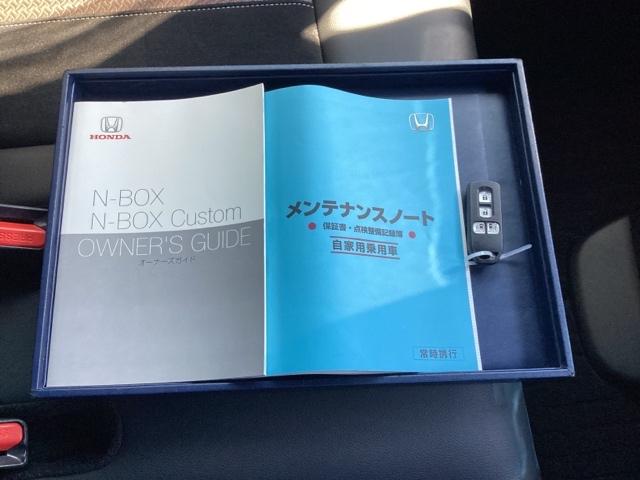 HONDA
N-BOX
N-BOX Custom
OWNER'S GUIDE
オーナーズガイド
メンテナンスノート
保証書・点検整備記録簿
自家用乗用車
常時携行
PRESS